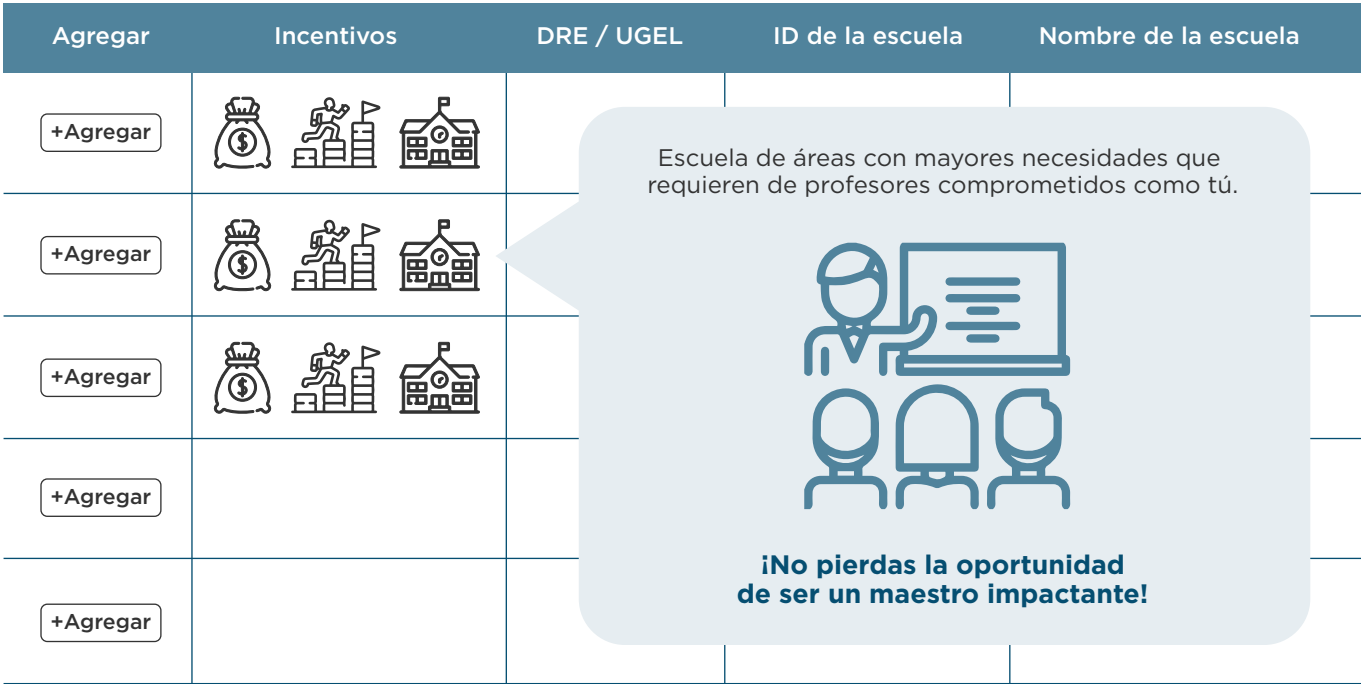 Agregar Incentivos DRE / UGEL ID de la escuela Nombre de la escuela
+Agregar
Escuela de áreas con mayores necesidades que
requieren de profesores comprometidos como tú.
+Agregar
+Agregar
+Agregar
¡No pierdas la oportunidad
de ser un maestro impactante!
+Agregar